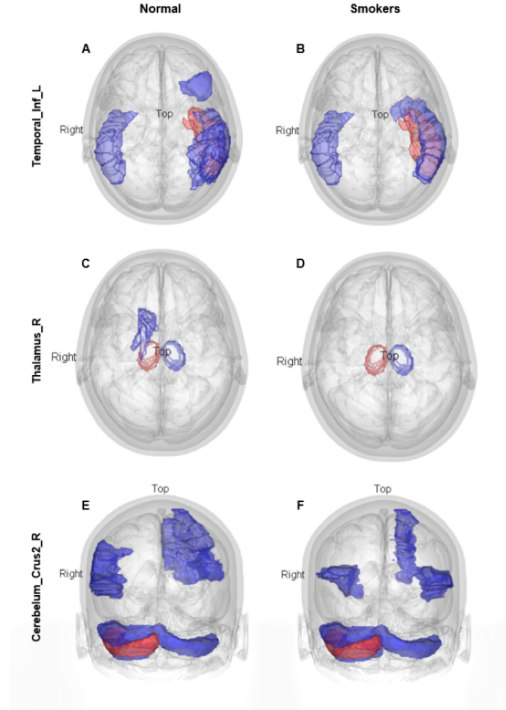 Normal Smokers
A B
Temporal_Inf_L
Top Top
Right Right
C D
Thalamus_R
Top Top
Right Right
Top Top
E F
Cerebelum_Crus2_R
Right Right